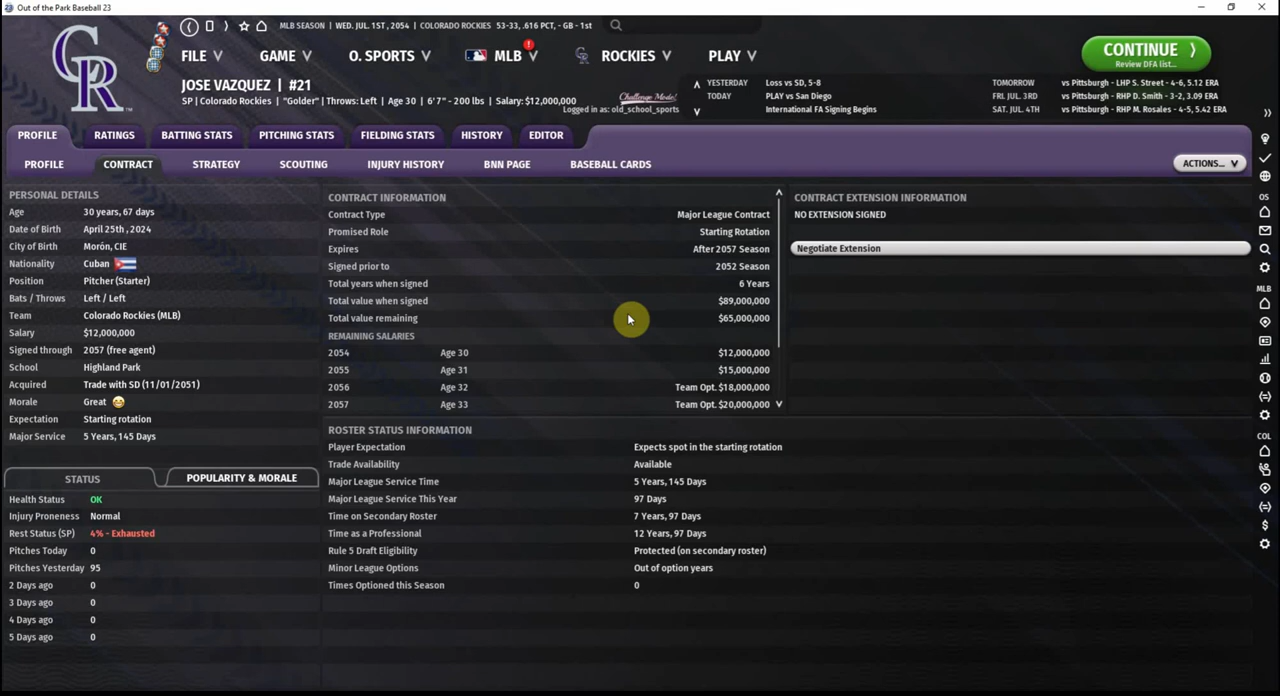 Out of the Park Baseball 23
MLB SEASON | WED. JUL. 1ST, 2054 | COLORADO ROCKIES 53-33, .616 PCT, - GB - 1st
FILE GAME O. SPORTS MLB ROCKIES PLAY
CONTINUE
Review DFA list...
JOSE VAZQUEZ | #21
SP | Colorado Rockies | "Golder" | Throws: Left | Age 30 | 6'7" - 200 lbs | Salary: $12,000,000
Challenge Mode!
Logged in as: old_school_sports
YESTERDAY Loss vs SD, 5-8
TODAY PLAY vs San Diego
International FA Signing Begins
TOMORROW vs Pittsburgh - LHP S. Street - 4-6, 5.12 ERA
FRI. JUL. 3RD vs Pittsburgh - RHP D. Smith - 3-2, 3.09 ERA
SAT. JUL. 4TH vs Pittsburgh - RHP M. Rosales - 4-5, 5.42 ERA
PROFILE RATINGS BATTING STATS PITCHING STATS FIELDING STATS HISTORY EDITOR
PROFILE CONTRACT STRATEGY SCOUTING INJURY HISTORY BNN PAGE BASEBALL CARDS
ACTIONS...
PERSONAL DETAILS
Age 30 years, 67 days
Date of Birth April 25th, 2024
City of Birth Morón, CIE
Nationality Cuban
Position Pitcher (Starter)
Bats / Throws Left / Left
Team Colorado Rockies (MLB)
Salary $12,000,000
Signed through 2057 (free agent)
School Highland Park
Acquired Trade with SD (11/01/2051)
Morale Great
Expectation Starting rotation
Major Service 5 Years, 145 Days
STATUS POPULARITY & MORALE
Health Status OK
Injury Proneness Normal
Rest Status (SP) 4% - Exhausted
Pitches Today 0
Pitches Yesterday 95
2 Days ago 0
3 Days ago 0
4 Days ago 0
5 Days ago 0
CONTRACT INFORMATION
Contract Type Major League Contract
Promised Role Starting Rotation
Expires After 2057 Season
Signed prior to 2052 Season
Total years when signed 6 Years
Total value when signed $89,000,000
Total value remaining $65,000,000
REMAINING SALARIES
2054 Age 30 $12,000,000
2055 Age 31 $15,000,000
2056 Age 32 Team Opt. $18,000,000
2057 Age 33 Team Opt. $20,000,000
CONTRACT EXTENSION INFORMATION
NO EXTENSION SIGNED
Negotiate Extension
ROSTER STATUS INFORMATION
Player Expectation Expects spot in the starting rotation
Trade Availability Available
Major League Service Time 5 Years, 145 Days
Major League Service This Year 97 Days
Time on Secondary Roster 7 Years, 97 Days
Time as a Professional 12 Years, 97 Days
Rule 5 Draft Eligibility Protected (on secondary roster)
Minor League Options Out of option years
Times Optioned this Season 0
OS
MLB
COL